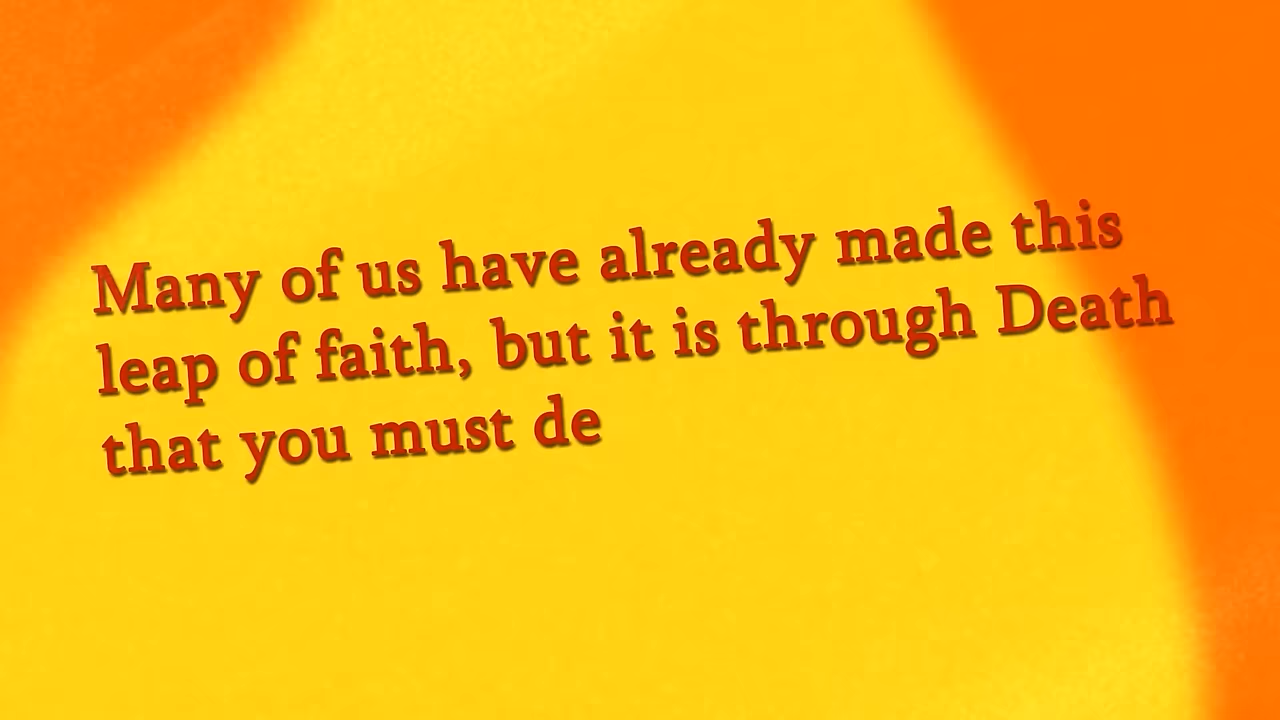 Many of us have already made this
leap of faith, but it is through Death
that you must de